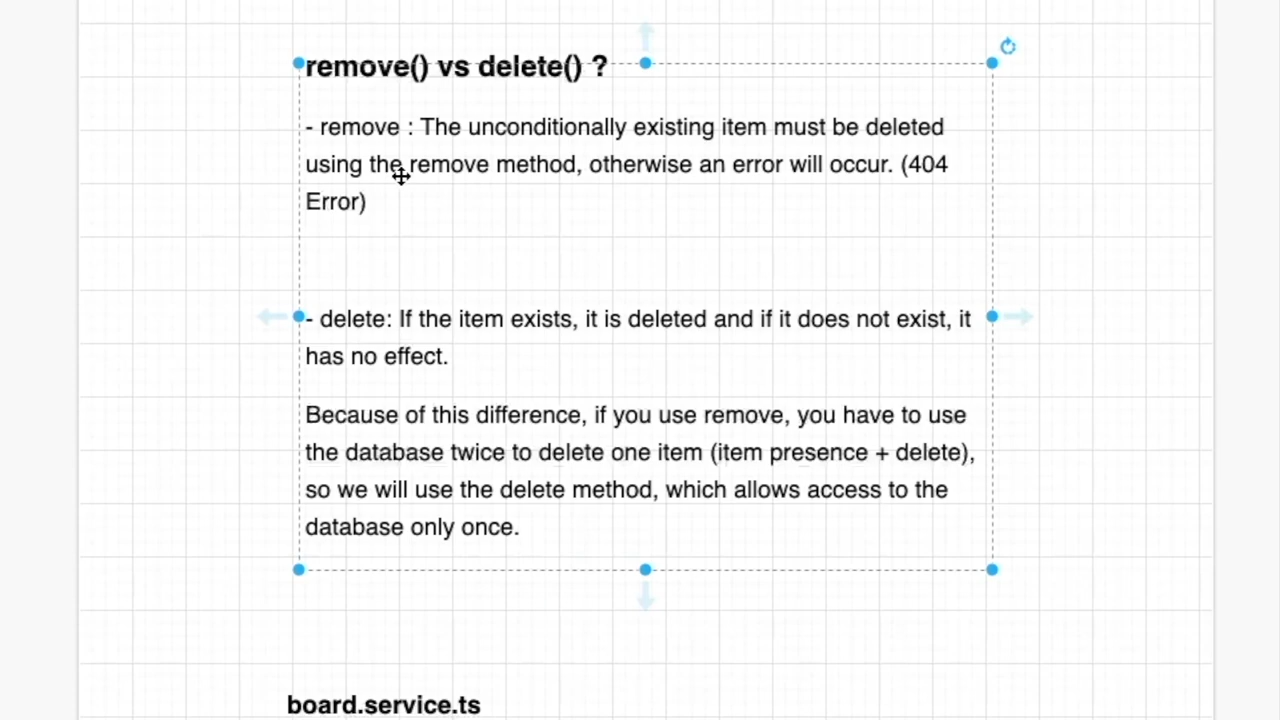 remove() vs delete() ?
- remove : The unconditionally existing item must be deleted
using the remove method, otherwise an error will occur. (404
Error)
- delete: If the item exists, it is deleted and if it does not exist, it
has no effect.
Because of this difference, if you use remove, you have to use
the database twice to delete one item (item presence + delete),
so we will use the delete method, which allows access to the
database only once.
board.service.ts